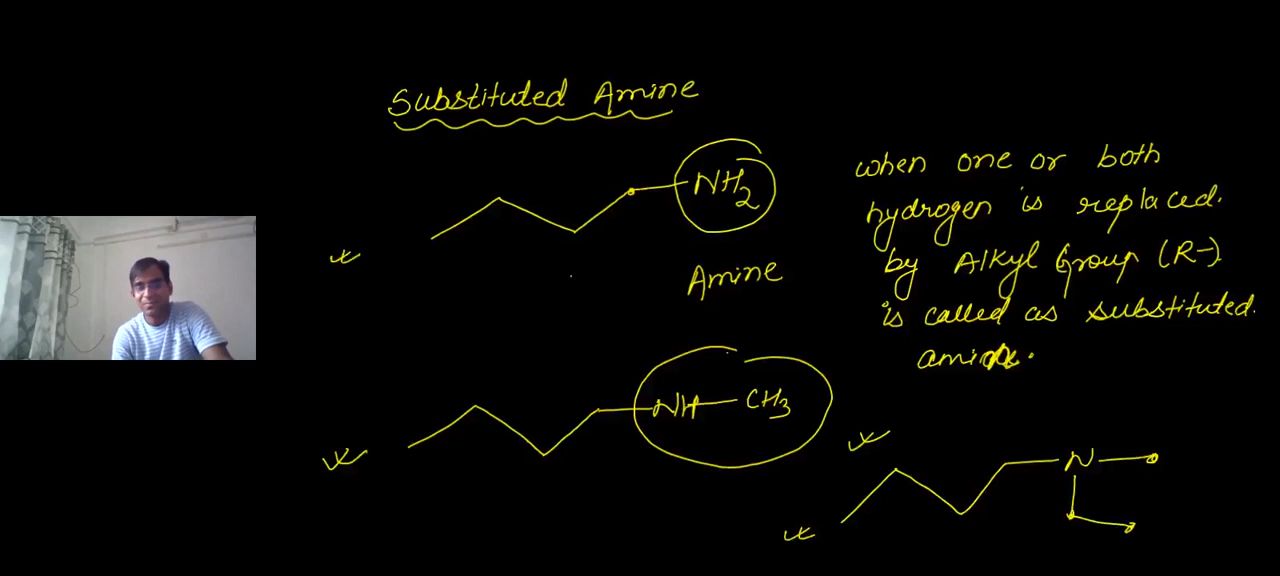 Substituted Amine
NH2
Amine
when one or both
hydrogen is replaced.
by Alkyl Group (R-)
is called as substituted.
amine.
NH-CH3
N